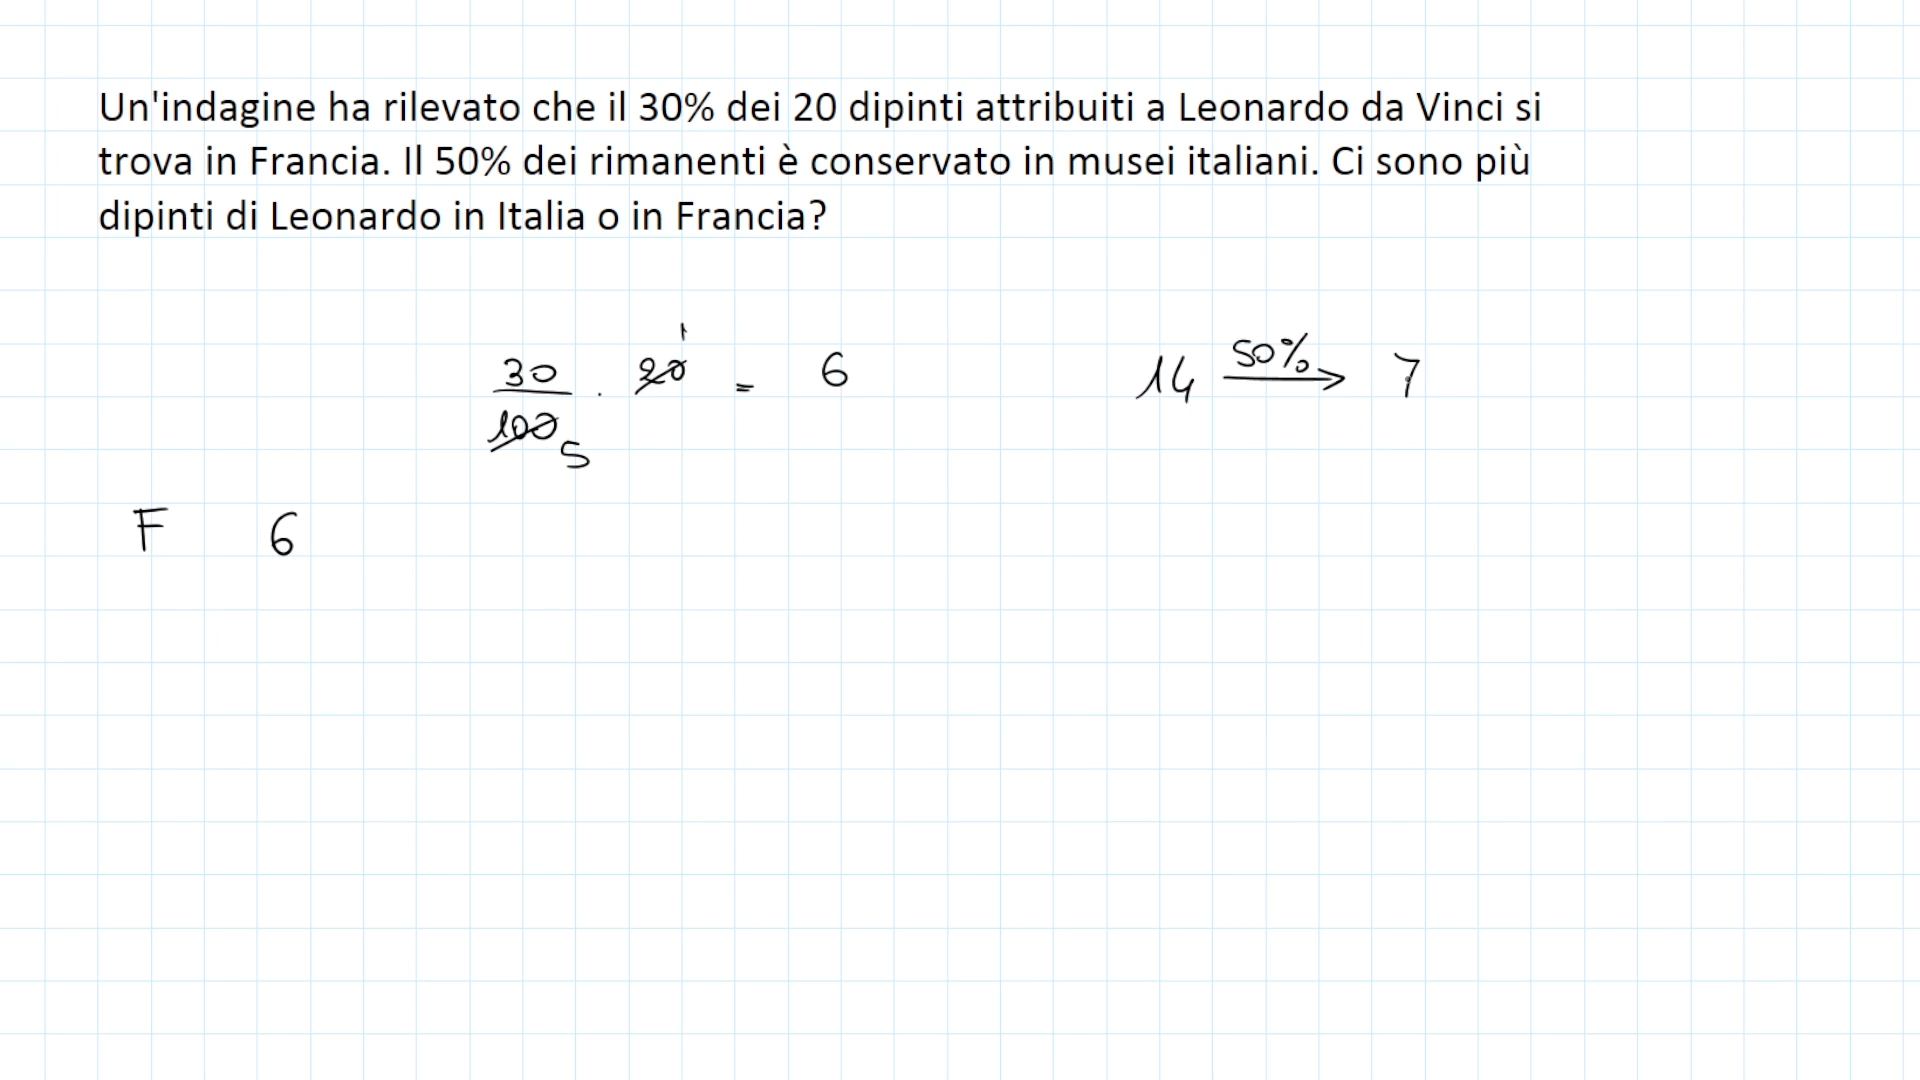 Un'indagine ha rilevato che il 30% dei 20 dipinti attribuiti a Leonardo da Vinci si
trova in Francia. Il 50% dei rimanenti è conservato in musei italiani. Ci sono più
dipinti di Leonardo in Italia o in Francia?
1
30 · 20 = 6
100 5
14 50% → 7
F 6